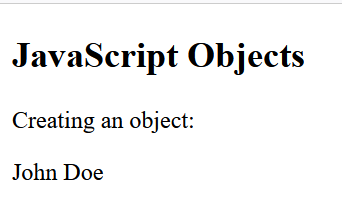 JavaScript Objects
Creating an object:
John Doe